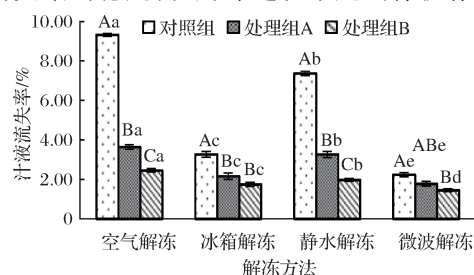 10.00
8.00
6.00
4.00
2.00
0
汁液流失率/%
对照组 处理组A 处理组B
Aa
Ba
Ca
Ac
Bc
Bc
Ab
Bb
Cb
Ae
ABe
Bd
空气解冻 冰箱解冻 静水解冻 微波解冻
解冻方法